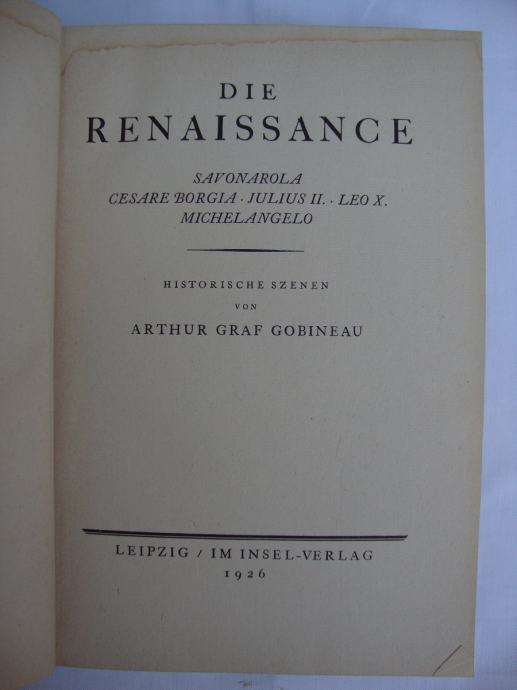 DIE
RENAISSANCE
SAVONAROLA
CESARE BORGIA · JULIUS II. · LEO X.
MICHELANGELO
HISTORISCHE SZENEN
VON
ARTHUR GRAF GOBINEAU
LEIPZIG / IM INSEL-VERLAG
1926